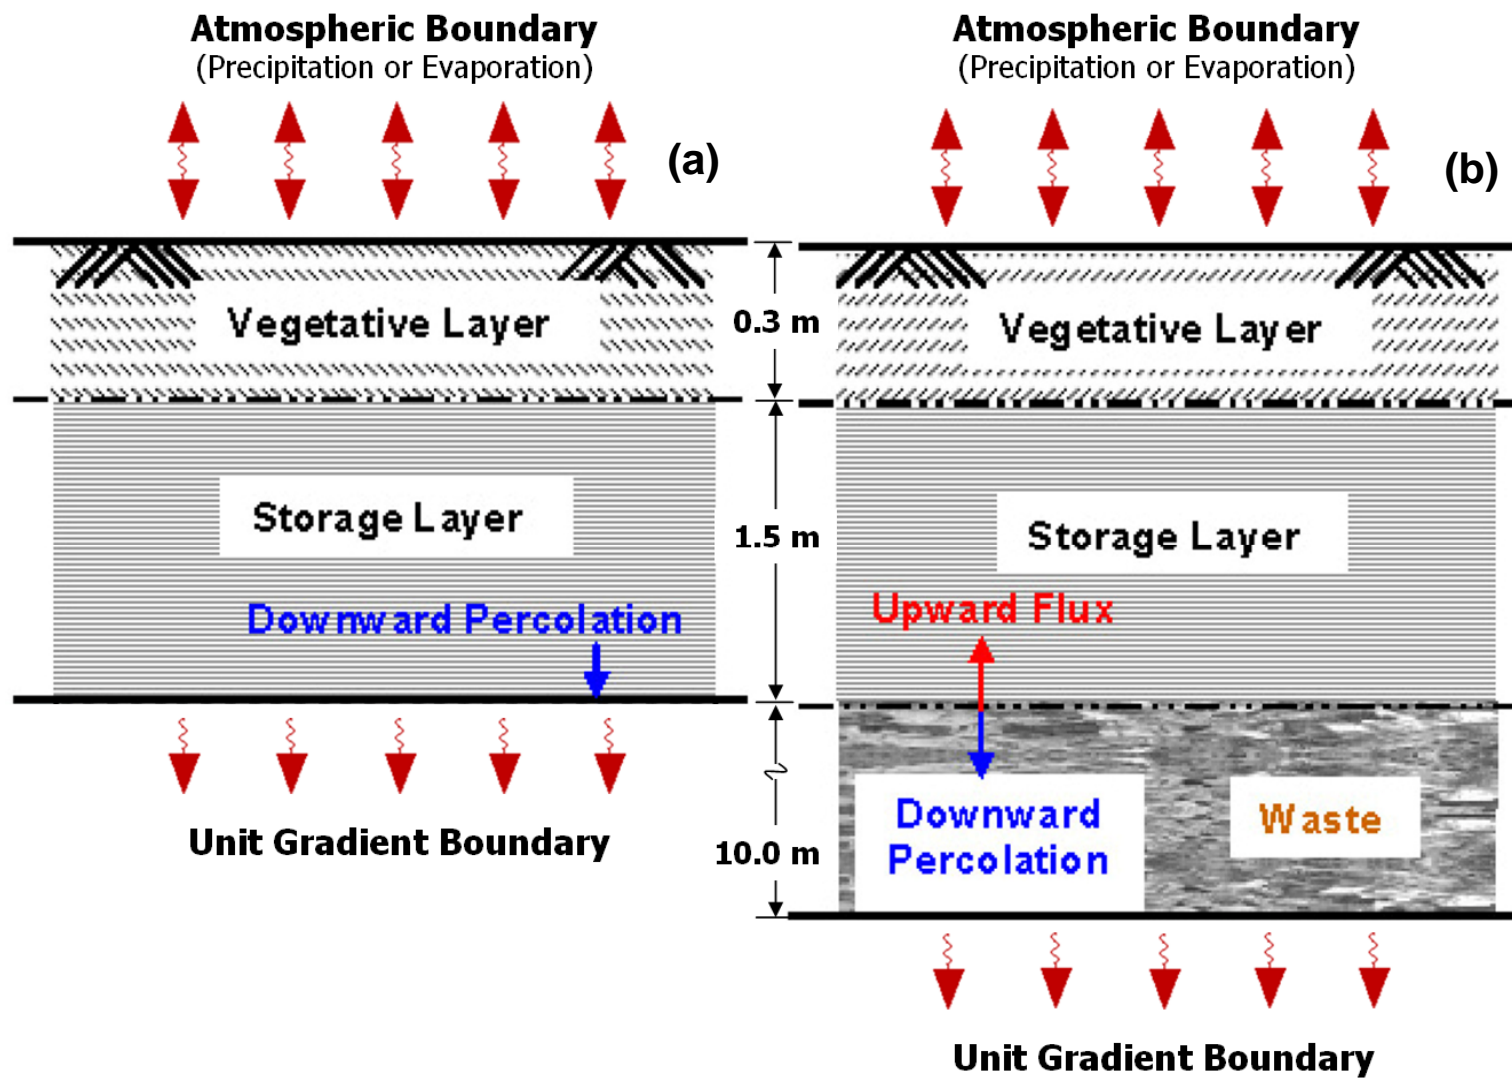 Atmospheric Boundary
(Precipitation or Evaporation)
(a)
Vegetative Layer
Storage Layer
Downward Percolation
Unit Gradient Boundary
0.3 m
1.5 m
10.0 m
Atmospheric Boundary
(Precipitation or Evaporation)
(b)
Vegetative Layer
Storage Layer
Upward Flux
Downward
Percolation
Waste
Unit Gradient Boundary